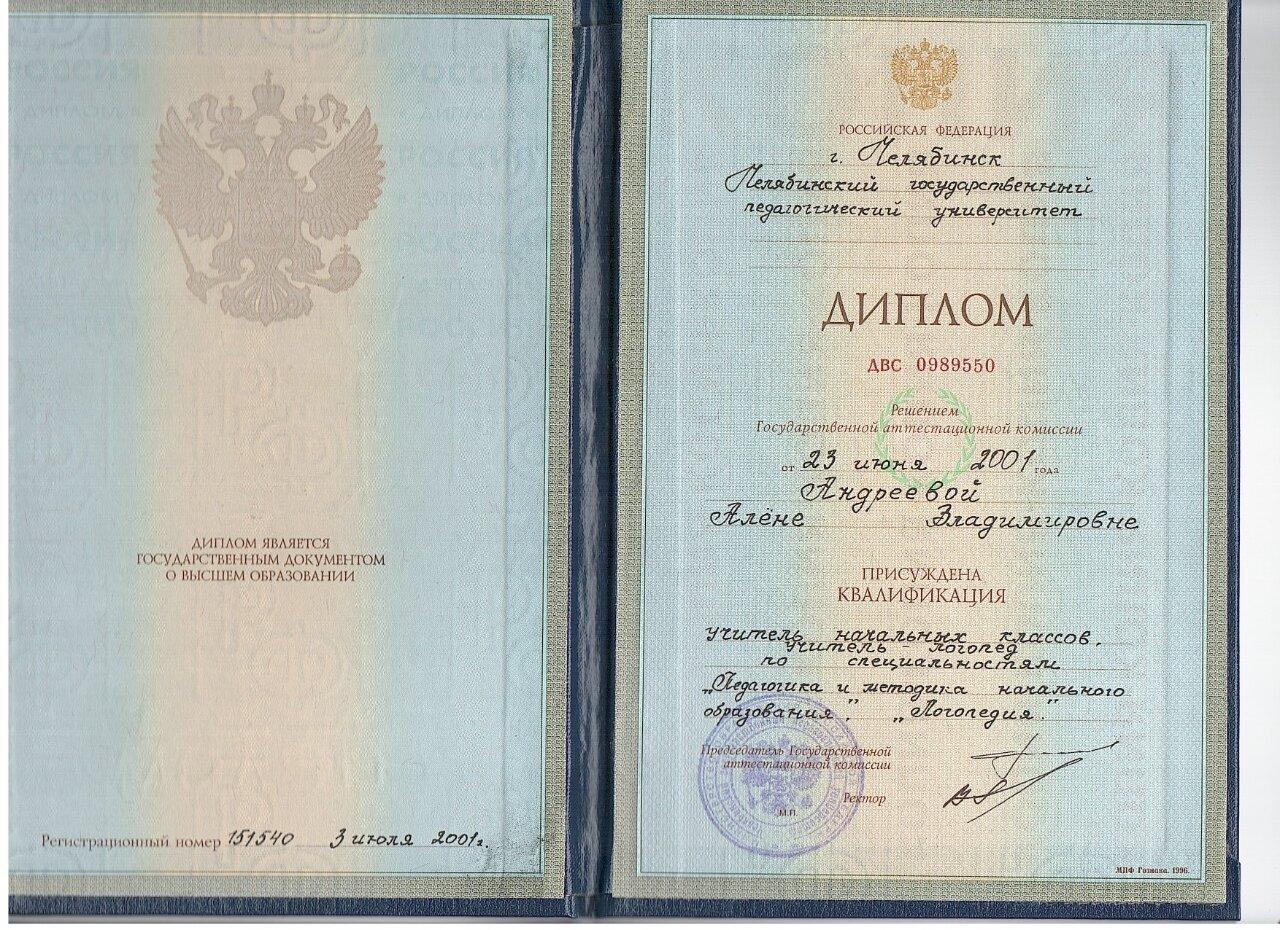 ДИПЛОМ ЯВЛЯЕТСЯ
ГОСУДАРСТВЕННЫМ ДОКУМЕНТОМ
О ВЫСШЕМ ОБРАЗОВАНИИ
Регистрационный номер 151540 3 июля 2001г.
РОССИЙСКАЯ ФЕДЕРАЦИЯ
г. Челябинск
Челябинский государственный
педагогический университет
ДИПЛОМ
ДВС 0989550
Решением
Государственной аттестационной комиссии
от 23 июня 2001 года
Андреевой
Алёне Владимировне
ПРИСУЖДЕНА
КВАЛИФИКАЦИЯ
учитель начальных классов.
учитель - логопед
по специальностям
„Педагогика и методика начального
образования". „Логопедия."
Председатель Государственной
аттестационной комиссии
Ректор
М.П.
МПФ Гознака. 1996.